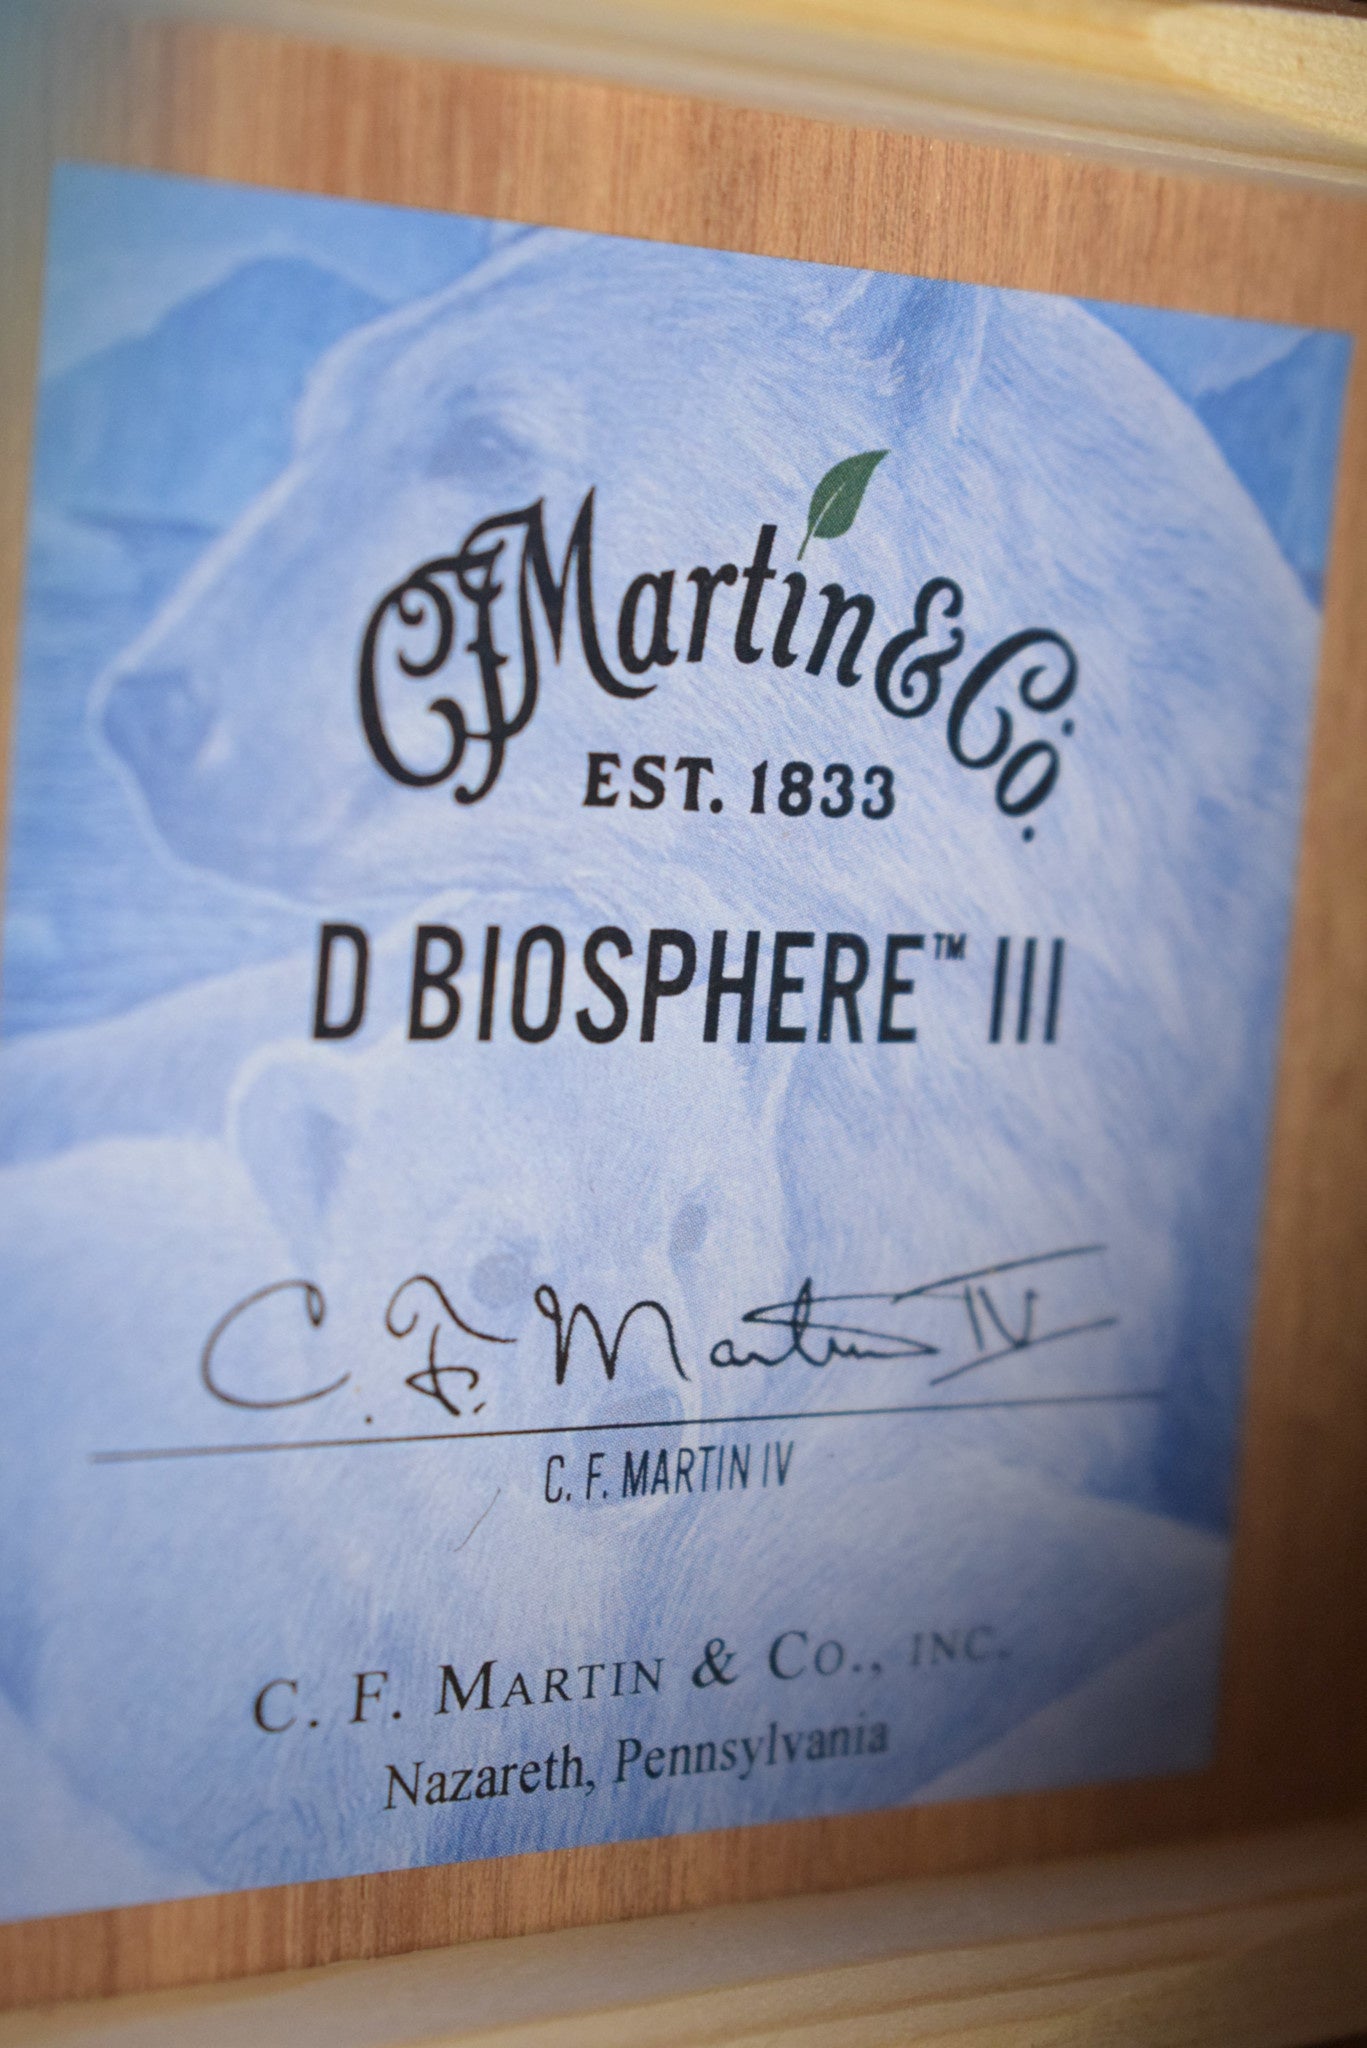 CFMartin & Co.
EST. 1833
D BIOSPHERE™ III
C. F. Martin IV
C. F. MARTIN IV
C. F. MARTIN & CO., INC.
Nazareth, Pennsylvania